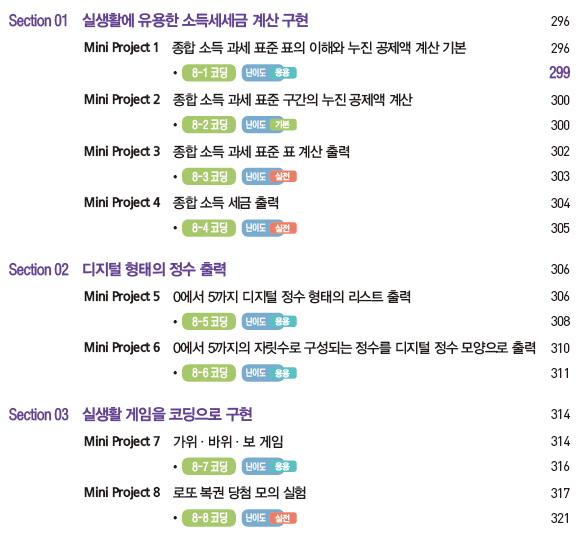 Section 01 실생활에 유용한 소득세세금 계산 구현 296
Mini Project 1 종합 소득 과세 표준 표의 이해와 누진 공제액 계산 기본 296
• 8-1 코딩 난이도 응용 299
Mini Project 2 종합 소득 과세 표준 구간의 누진 공제액 계산 300
• 8-2 코딩 난이도 기본 300
Mini Project 3 종합 소득 과세 표준 표 계산 출력 302
• 8-3 코딩 난이도 실전 303
Mini Project 4 종합 소득 세금 출력 304
• 8-4 코딩 난이도 실전 305
Section 02 디지털 형태의 정수 출력 306
Mini Project 5 0에서 5까지 디지털 정수 형태의 리스트 출력 306
• 8-5 코딩 난이도 응용 308
Mini Project 6 0에서 5까지의 자릿수로 구성되는 정수를 디지털 정수 모양으로 출력 310
• 8-6 코딩 난이도 응용 311
Section 03 실생활 게임을 코딩으로 구현 314
Mini Project 7 가위 · 바위 · 보 게임 314
• 8-7 코딩 난이도 응용 316
Mini Project 8 로또 복권 당첨 모의 실험 317
• 8-8 코딩 난이도 실전 321